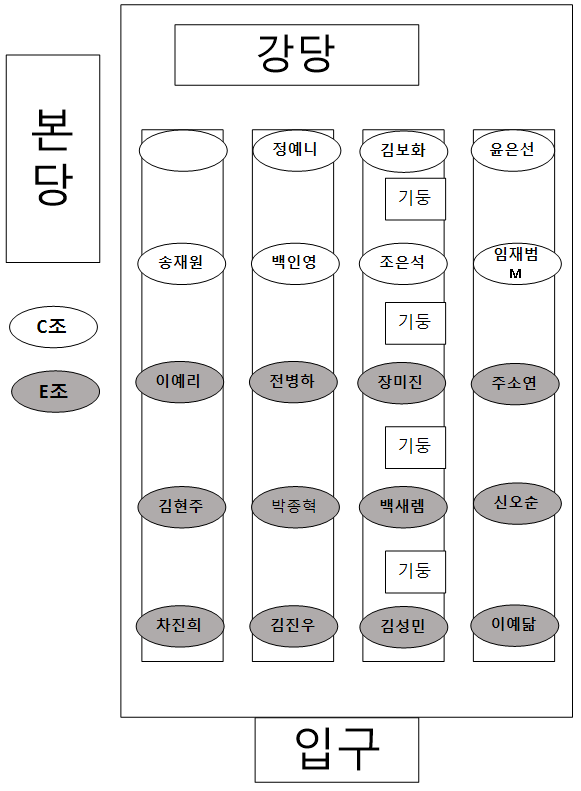 강당
본
당
정예니
김보화
윤은선
기둥
송재원
백인영
조은석
임재범
M
C조
기둥
E조
이예리
전병하
장미진
주소연
기둥
김현주
박종혁
백새렘
신오순
기둥
차진희
김진우
김성민
이예닮
입구